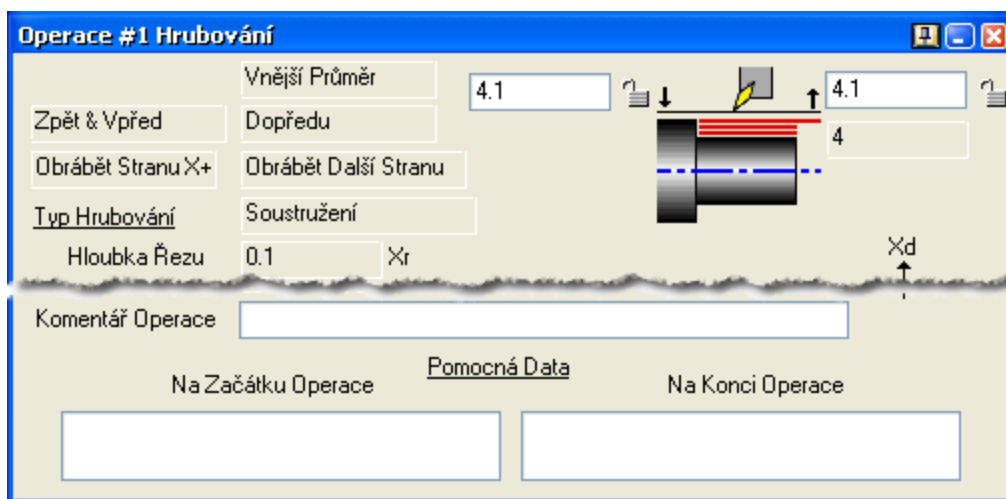 Operace #1 Hrubování
Vnější Průměr 4.1 4.1
Zpět & Vpřed Dopředu 4
Obrábět Stranu X+ Obrábět Další Stranu
Typ Hrubování Soustružení
Hloubka Řezu 0.1 Xr Xd
Komentář Operace
Pomocná Data
Na Začátku Operace Na Konci Operace